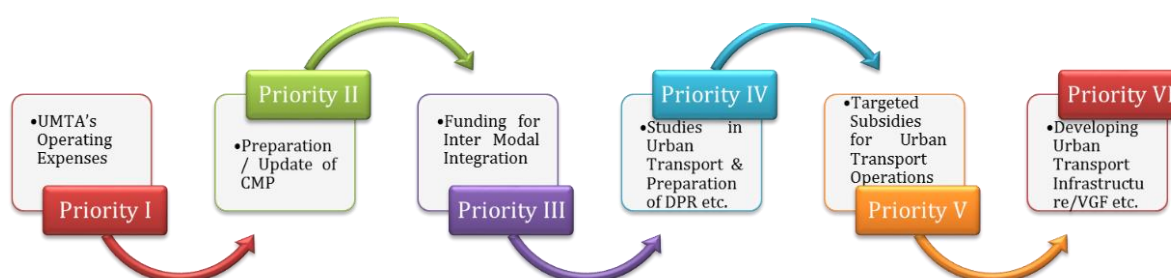 •UMTA's
Operating
Expenses
Priority I
Priority II
•Preparation
/ Update of
CMP
•Funding for
Inter Modal
Integration
Priority III
Priority IV
•Studies in
Urban
Transport &
Preparation
of DPR etc.
•Targeted
Subsidies
for Urban
Transport
Operations
Priority V
Priority VI
•Developing
Urban
Transport
Infrastructu
re/VGF etc.